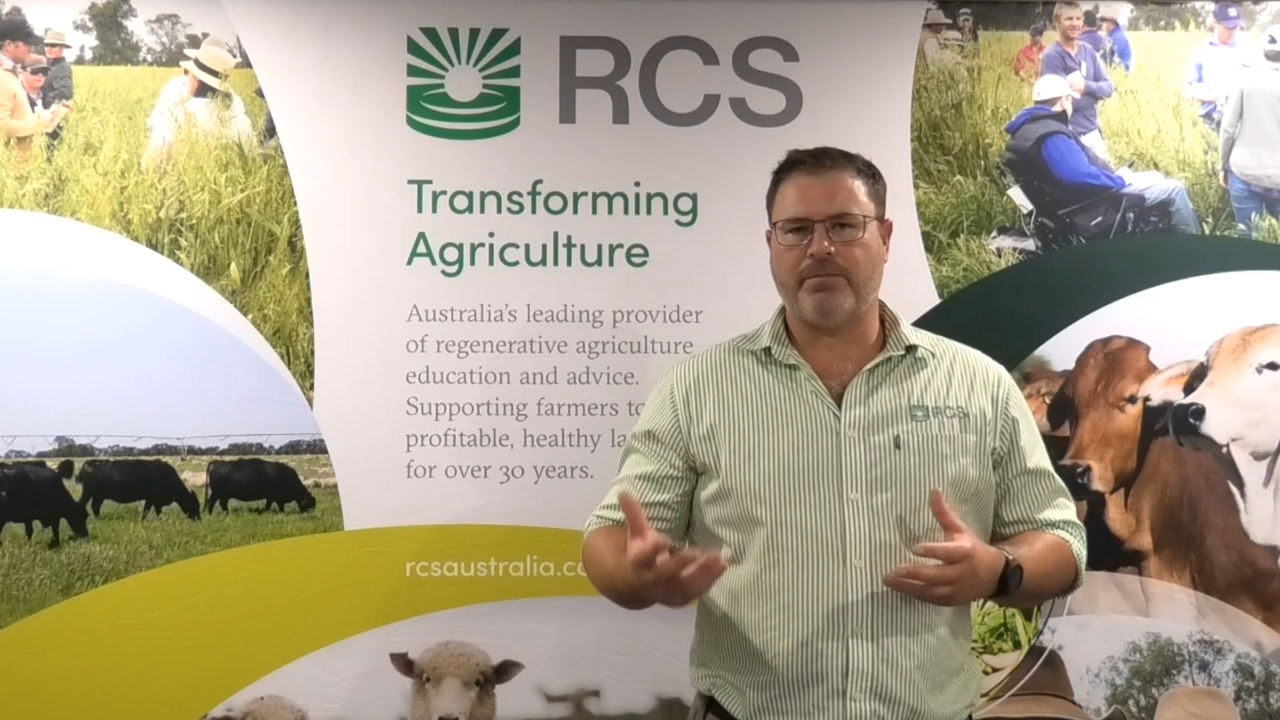 RCS
Transforming
Agriculture
Australia's leading provider
of regenerative agriculture
education and advice.
Supporting farmers to
profitable, healthy la
for over 30 years.
rcsaustralia.co
RCS